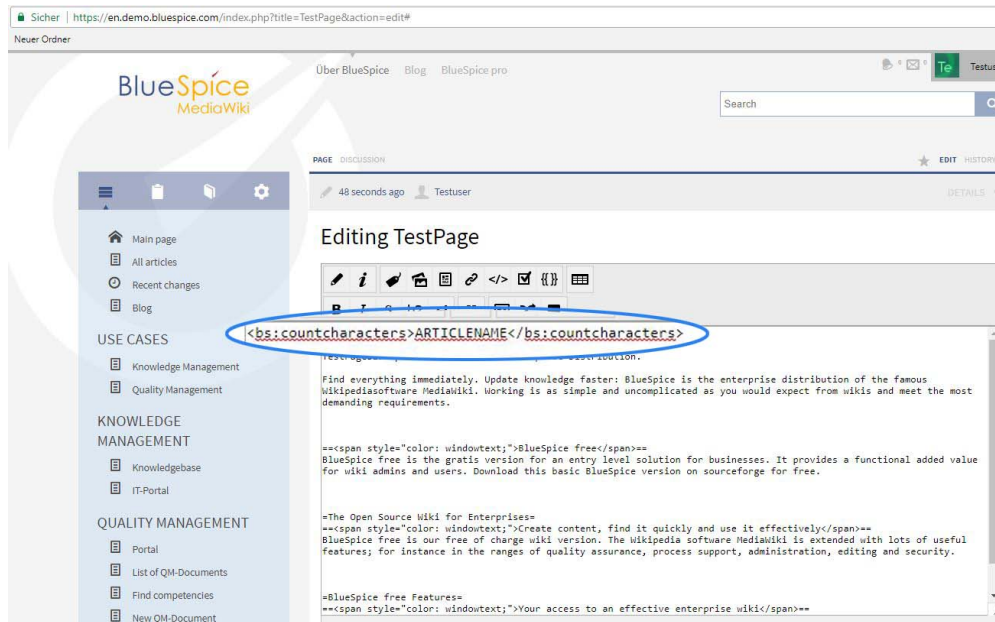 Sicher | https://en.demo.bluespice.com/index.php?title=TestPage&action=edit#
Neuer Ordner
BlueSpice
MediaWiki
Über BlueSpice Blog BlueSpice pro
Te Testus
Search
PAGE DISCUSSION
EDIT HISTORY
48 seconds ago Testuser
DETAILS
Main page
All articles
Recent changes
Blog
USE CASES
Knowledge Management
Quality Management
KNOWLEDGE
MANAGEMENT
Knowledgebase
IT-Portal
QUALITY MANAGEMENT
Portal
List of QM-Documents
Find competencies
New QM-Document
Editing TestPage
<bs:countcharacters>ARTICLENAME</bs:countcharacters>
distribution.
Find everything immediately. Update knowledge faster: BlueSpice is the enterprise distribution of the famous
Wikipediasoftware MediaWiki. Working is as simple and uncomplicated as you would expect from wikis and meet the most
demanding requirements.
==<span style="color: windowtext;">BlueSpice free</span>==
BlueSpice free is the gratis version for an entry level solution for businesses. It provides a functional added value
for wiki admins and users. Download this basic BlueSpice version on sourceforge for free.
=The Open Source Wiki for Enterprises=
==<span style="color: windowtext;">Create content, find it quickly and use it effectively</span>==
BlueSpice free is our free of charge wiki version. The Wikipedia software MediaWiki is extended with lots of useful
features; for instance in the ranges of quality assurance, process support, administration, editing and security.
=BlueSpice free Features=
==<span style="color: windowtext;">Your access to an effective enterprise wiki</span>==